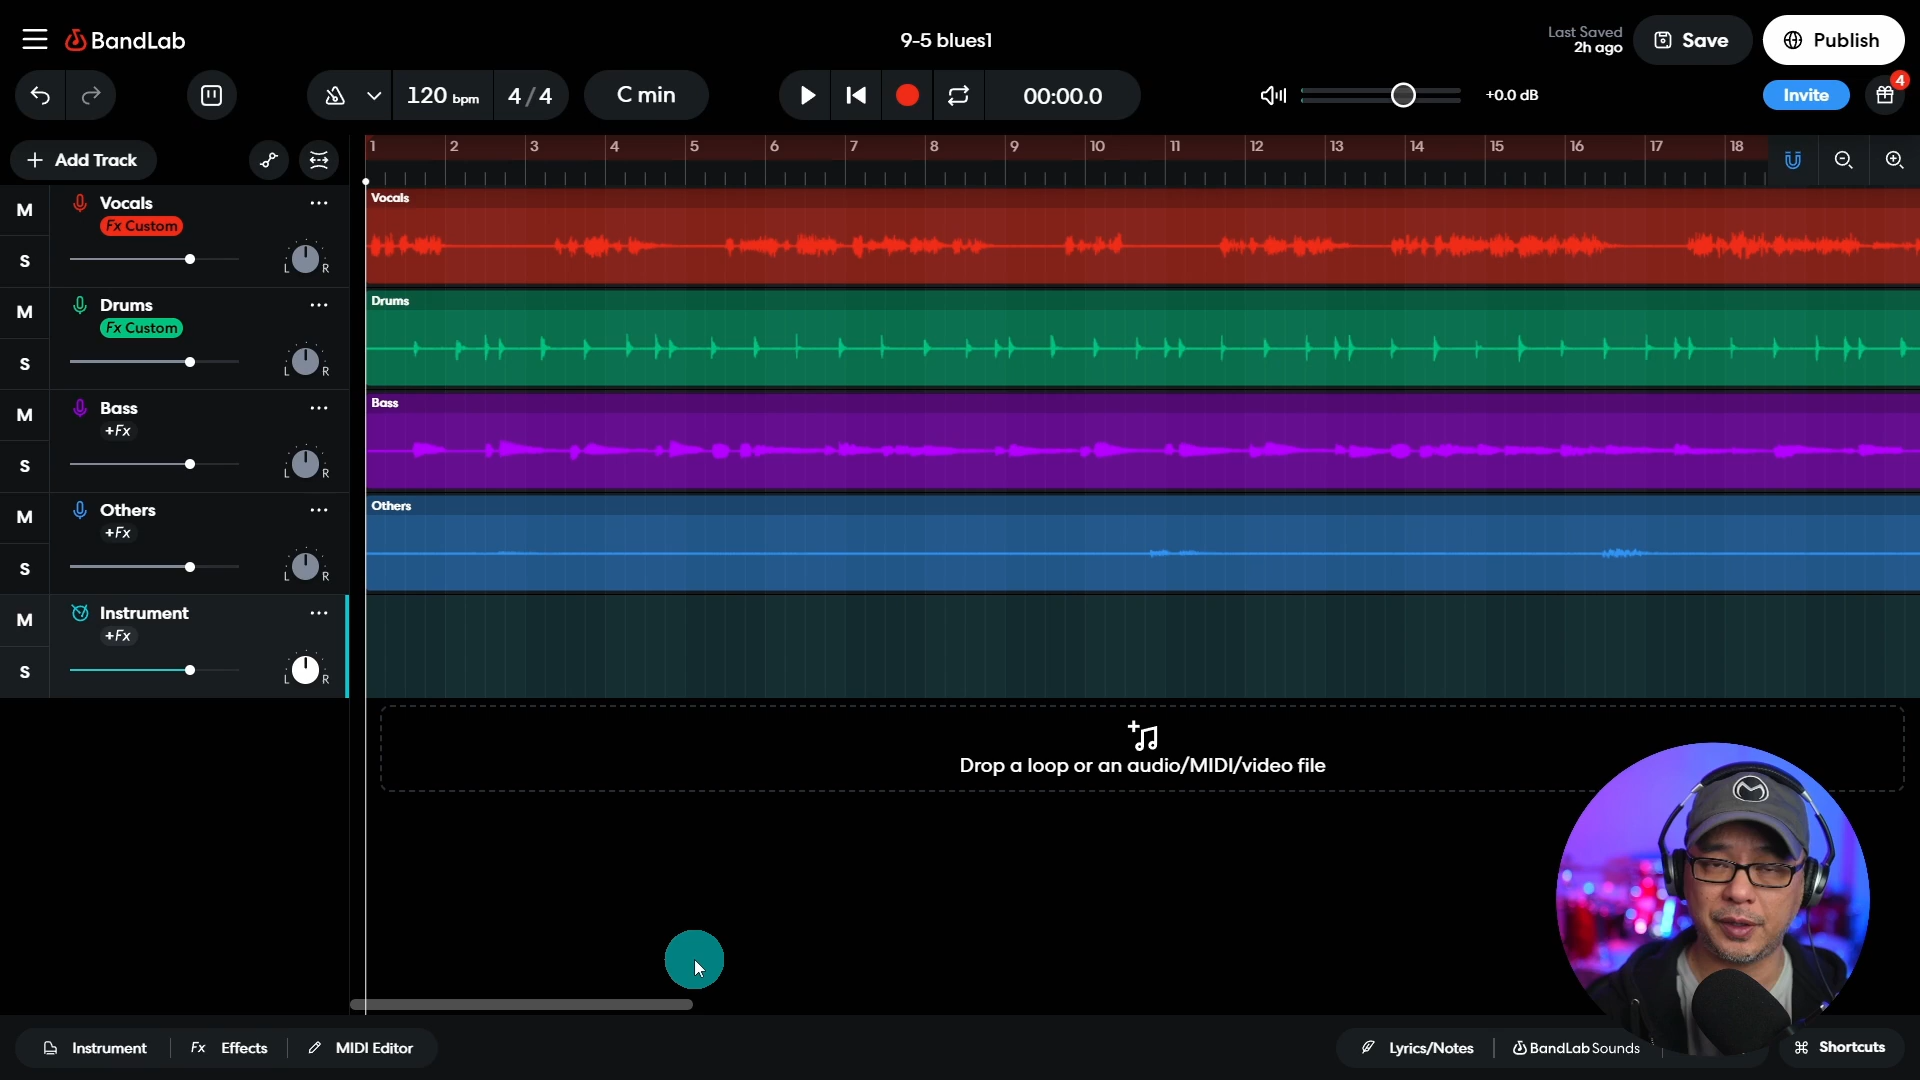 BandLab
9-5 blues1
Last Saved
2h ago
Save
Publish
120 bpm
4/4
C min
00:00.0
+0.0 dB
Invite
4
Add Track
1 2 3 4 5 6 7 8 9 10 11 12 13 14 15 16 17 18
M
Vocals
Fx Custom
S
L R
Vocals
M
Drums
Fx Custom
S
L R
Drums
M
Bass
+Fx
S
L R
Bass
M
Others
+Fx
S
L R
Others
M
Instrument
+Fx
S
L R
Drop a loop or an audio/MIDI/video file
Instrument
Fx Effects
MIDI Editor
Lyrics/Notes
BandLab Sounds
Shortcuts